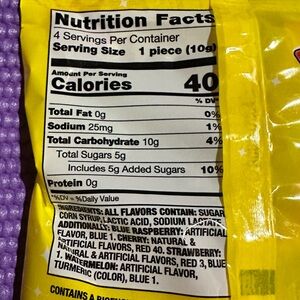 Nutrition Facts
4 Servings Per Container
Serving Size 1 piece (10g)
Amount Per Serving
Calories 40
% DV*
Total Fat 0g 0%
Sodium 25mg 1%
Total Carbohydrate 10g 4%
Total Sugars 5g
Includes 5g Added Sugars 10%
Protein 0g
*%DV = %Daily Value
INGREDIENTS: ALL FLAVORS CONTAIN: SUGAR,
CORN SYRUP, LACTIC ACID, SODIUM LACTATE.
ADDITIONALLY: BLUE RASPBERRY: ARTIFICIAL
FLAVOR, BLUE 1. CHERRY: NATURAL &
ARTIFICIAL FLAVORS, RED 40. STRAWBERRY:
NATURAL & ARTIFICIAL FLAVORS, RED 3, BLUE
1. WATERMELON: ARTIFICIAL FLAVOR,
TURMERIC (COLOR), BLUE 1.
CONTAINS A